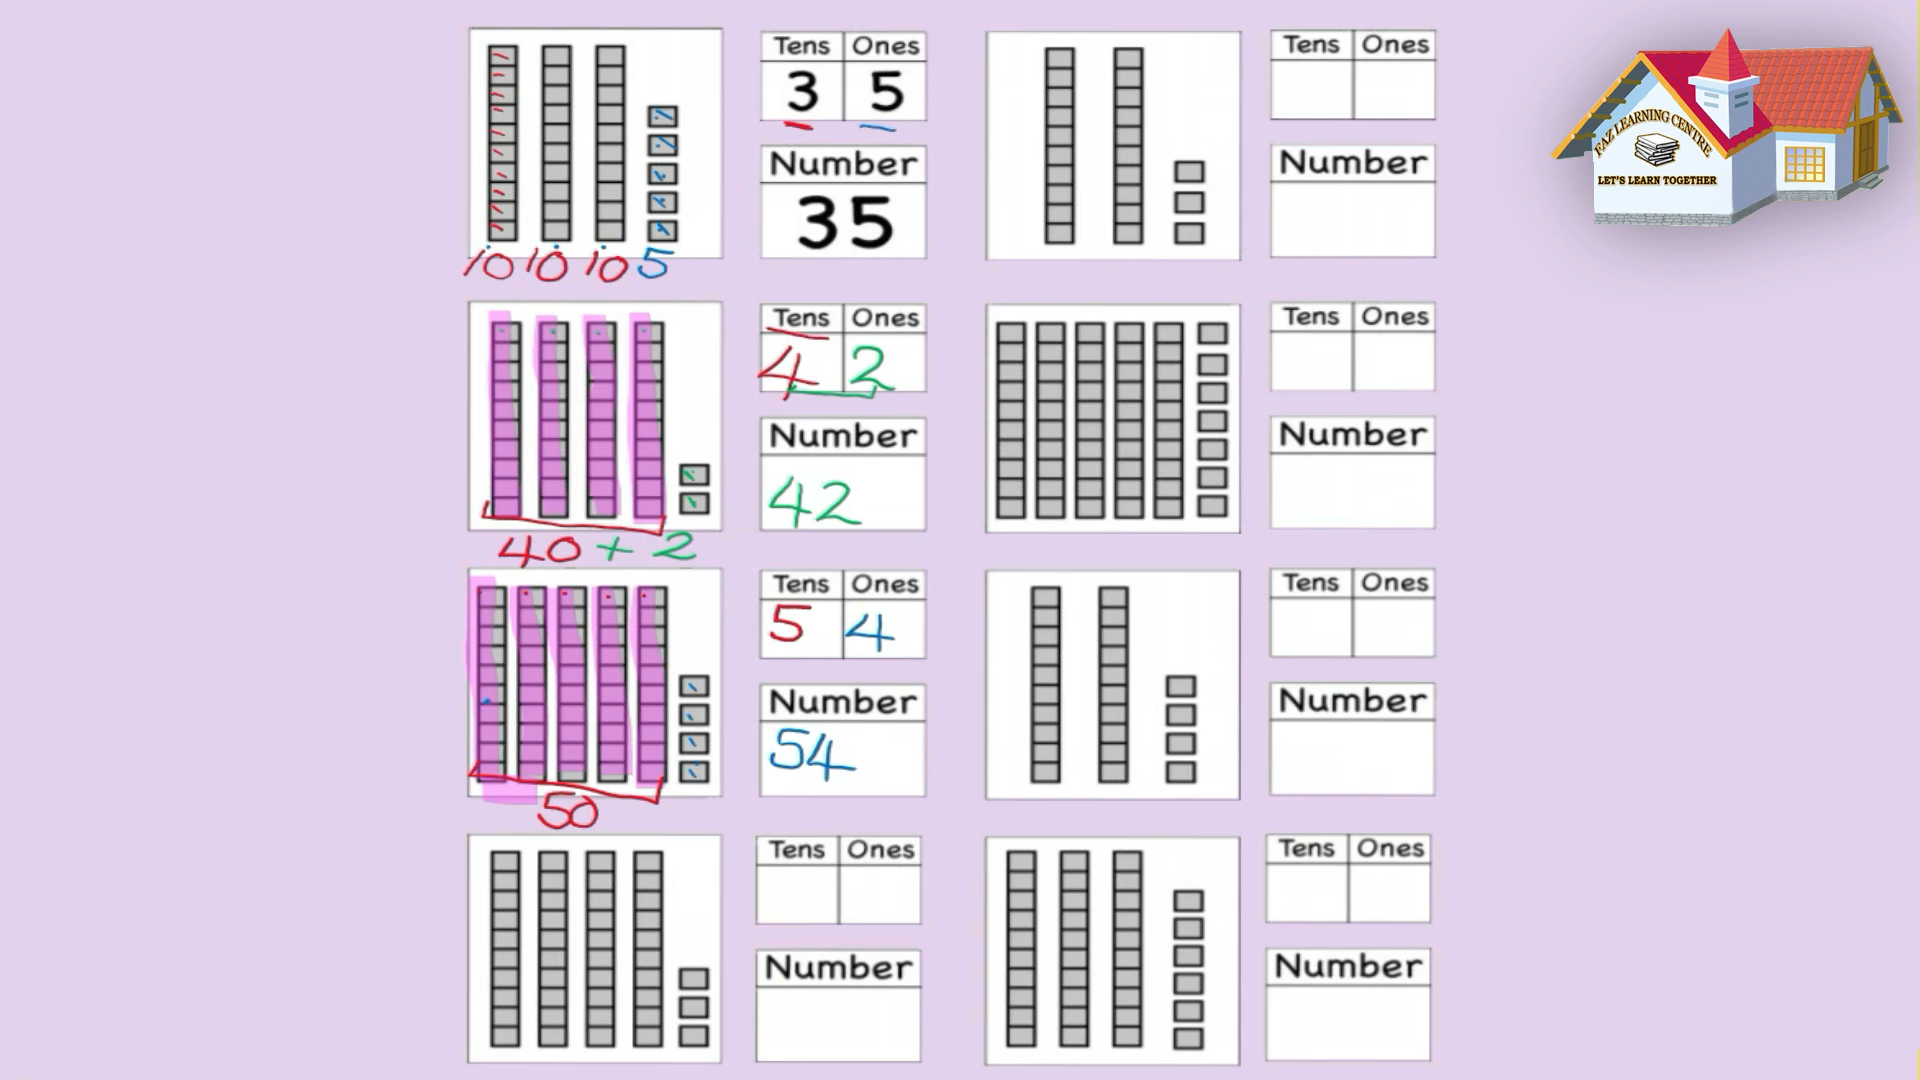 Tens Ones
3 5
Number
35
10 10 10 5
Tens Ones
Number
Tens Ones
4 2
Number
42
40 + 2
Tens Ones
Number
Tens Ones
5 4
Number
54
50
Tens Ones
Number
Tens Ones
Number
Tens Ones
Number
FAZ LEARNING CENTRE
LET'S LEARN TOGETHER